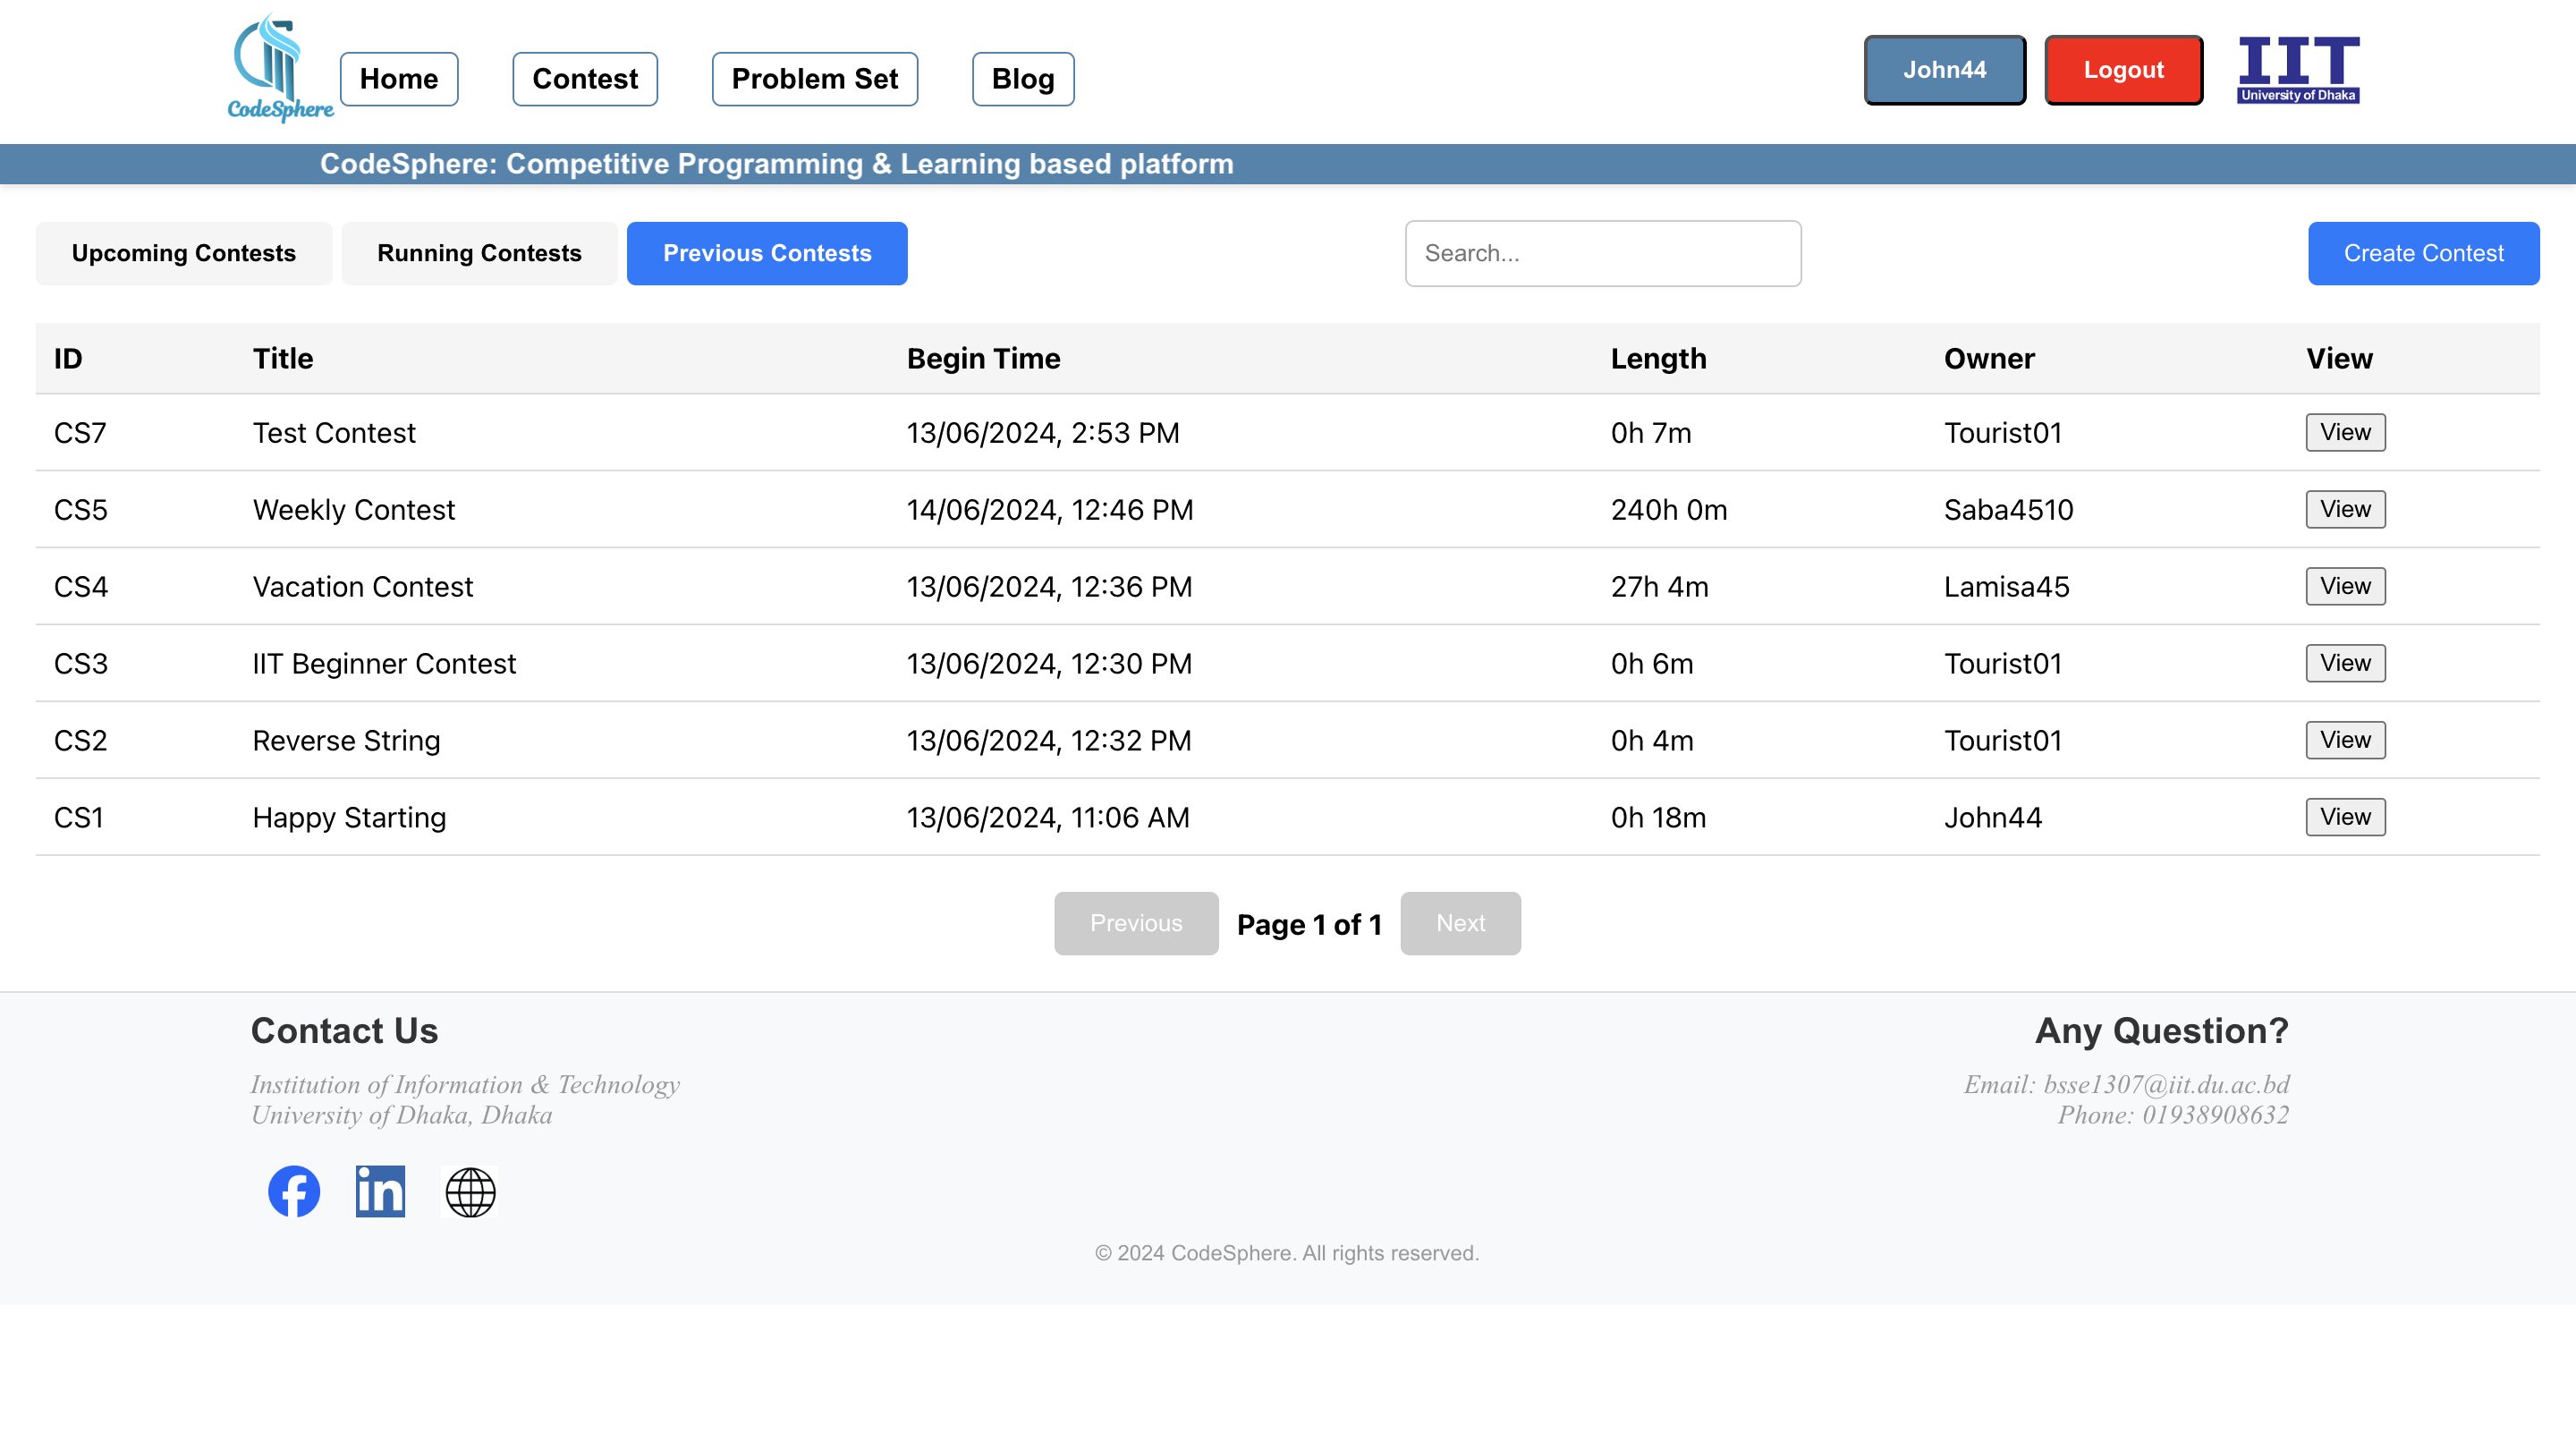 CodeSphere
Home Contest Problem Set Blog
John44 Logout
IIT
University of Dhaka
CodeSphere: Competitive Programming & Learning based platform
Upcoming Contests Running Contests Previous Contests Search... Create Contest
ID Title Begin Time Length Owner View
CS7 Test Contest 13/06/2024, 2:53 PM 0h 7m Tourist01 View
CS5 Weekly Contest 14/06/2024, 12:46 PM 240h 0m Saba4510 View
CS4 Vacation Contest 13/06/2024, 12:36 PM 27h 4m Lamisa45 View
CS3 IIT Beginner Contest 13/06/2024, 12:30 PM 0h 6m Tourist01 View
CS2 Reverse String 13/06/2024, 12:32 PM 0h 4m Tourist01 View
CS1 Happy Starting 13/06/2024, 11:06 AM 0h 18m John44 View
Previous Page 1 of 1 Next
Contact Us
Institution of Information & Technology
University of Dhaka, Dhaka
in
Any Question?
Email: bsse1307@iit.du.ac.bd
Phone: 01938908632
© 2024 CodeSphere. All rights reserved.